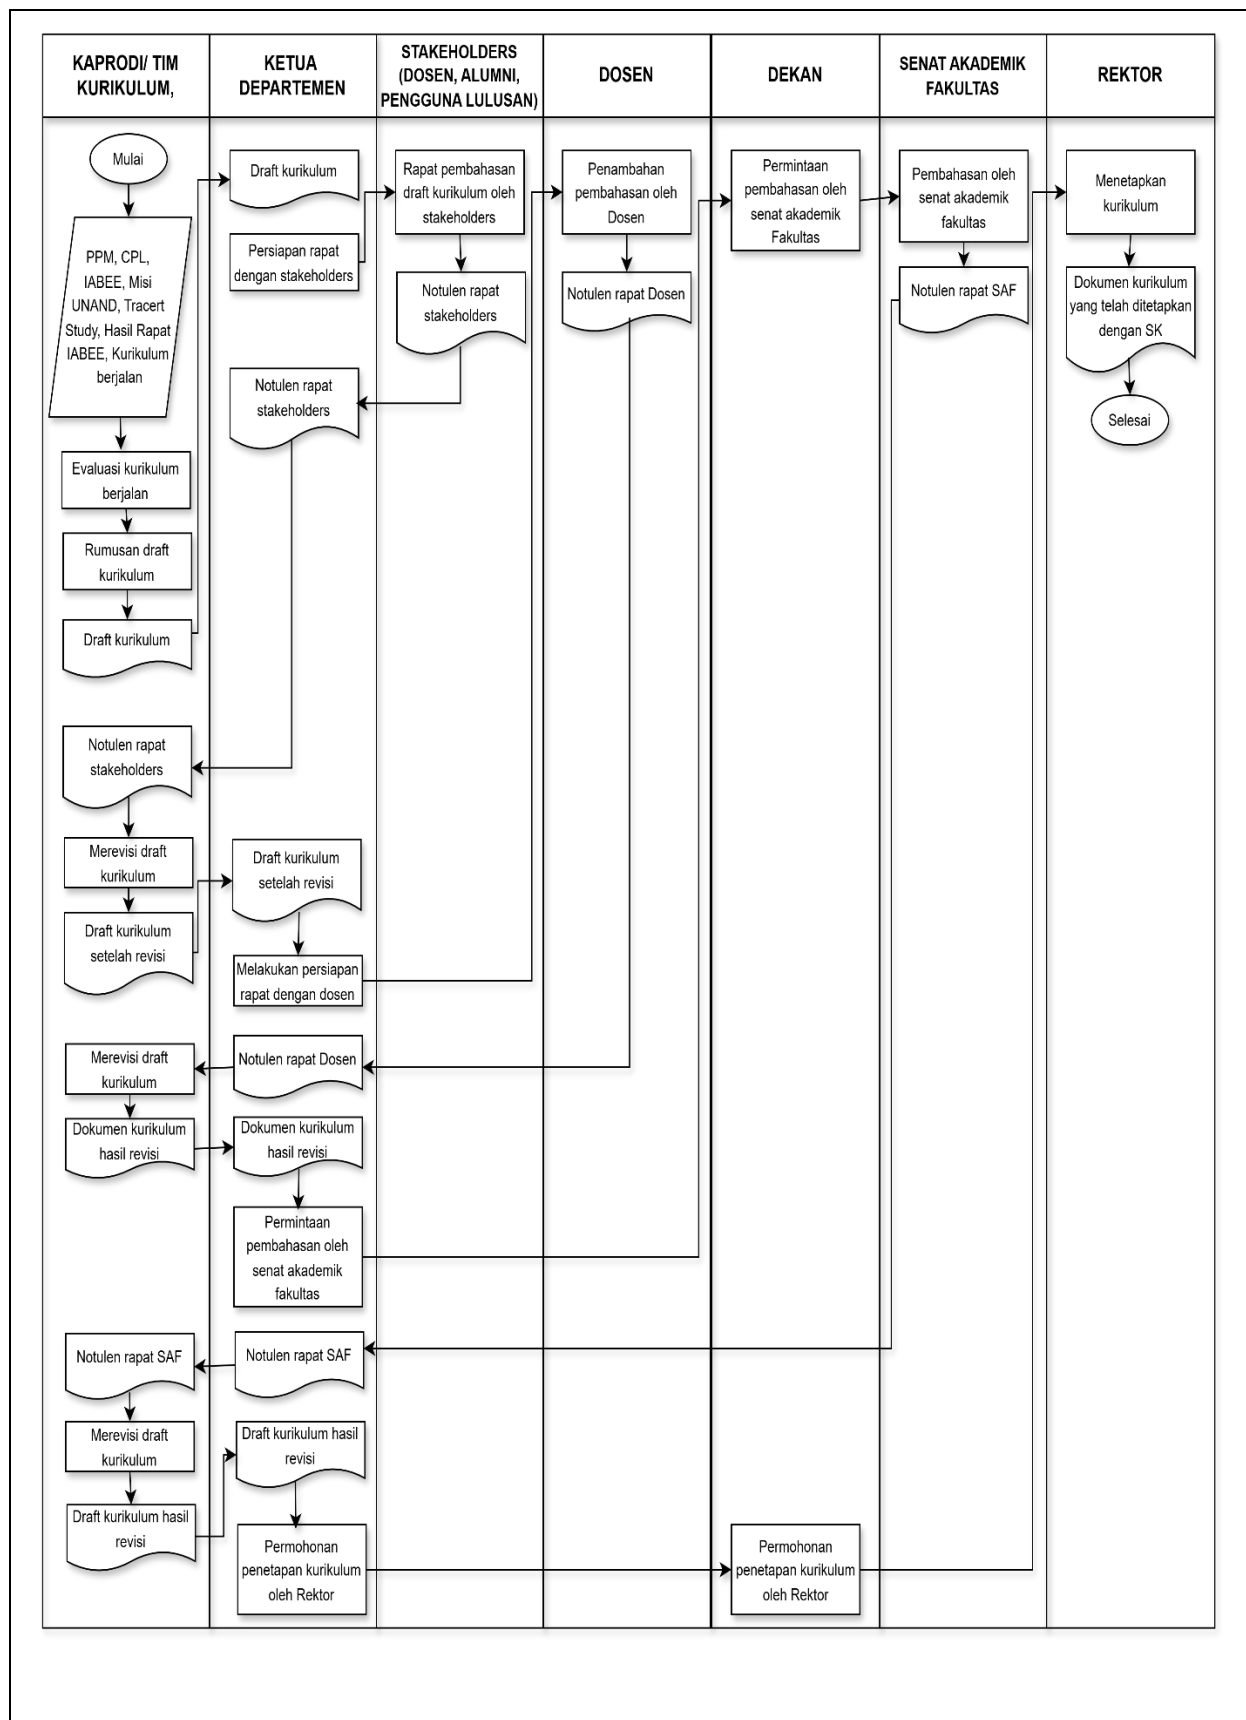 KAPRODI/ TIM
KURIKULUM,
KETUA
DEPARTEMEN
STAKEHOLDERS
(DOSEN, ALUMNI,
PENGGUNA LULUSAN)
DOSEN
DEKAN
SENAT AKADEMIK
FAKULTAS
REKTOR
Mulai
PPM, CPL,
IABEE, Misi
UNAND, Tracert
Study, Hasil Rapat
IABEE, Kurikulum
berjalan
Evaluasi kurikulum
berjalan
Rumusan draft
kurikulum
Draft kurikulum
Notulen rapat
stakeholders
Merevisi draft
kurikulum
Draft kurikulum
setelah revisi
Merevisi draft
kurikulum
Dokumen kurikulum
hasil revisi
Notulen rapat SAF
Merevisi draft
kurikulum
Draft kurikulum hasil
revisi
Draft kurikulum
Persiapan rapat
dengan stakeholders
Notulen rapat
stakeholders
Draft kurikulum
setelah revisi
Melakukan persiapan
rapat dengan dosen
Notulen rapat Dosen
Dokumen kurikulum
hasil revisi
Permintaan
pembahasan oleh
senat akademik
fakultas
Notulen rapat SAF
Draft kurikulum hasil
revisi
Permohonan
penetapan kurikulum
oleh Rektor
Rapat pembahasan
draft kurikulum oleh
stakeholders
Notulen rapat
stakeholders
Penambahan
pembahasan oleh
Dosen
Notulen rapat Dosen
Permintaan
pembahasan oleh
senat akademik
Fakultas
Permohonan
penetapan kurikulum
oleh Rektor
Pembahasan oleh
senat akademik
fakultas
Notulen rapat SAF
Menetapkan
kurikulum
Dokumen kurikulum
yang telah ditetapkan
dengan SK
Selesai